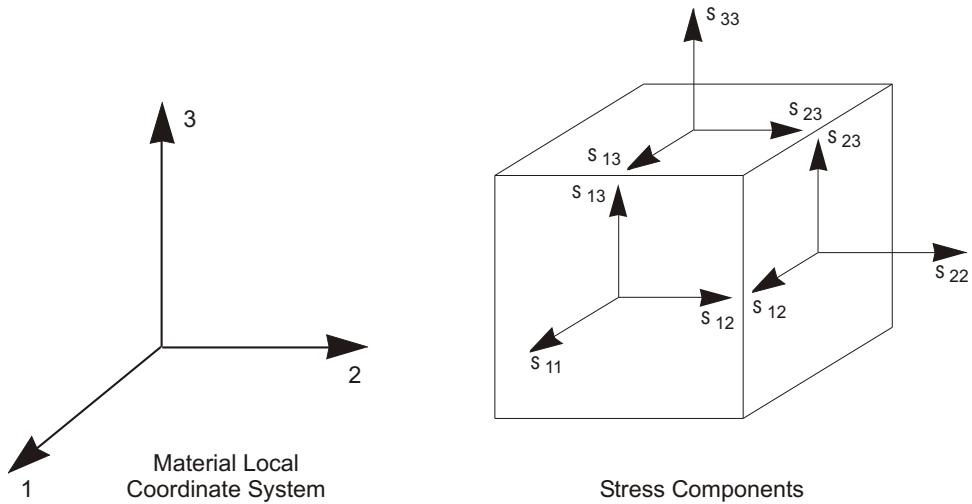 3
2
1
Material Local
Coordinate System
S 33
S 23
S 23
S 13
S 13
S 22
S 12
S 12
S 11
Stress Components